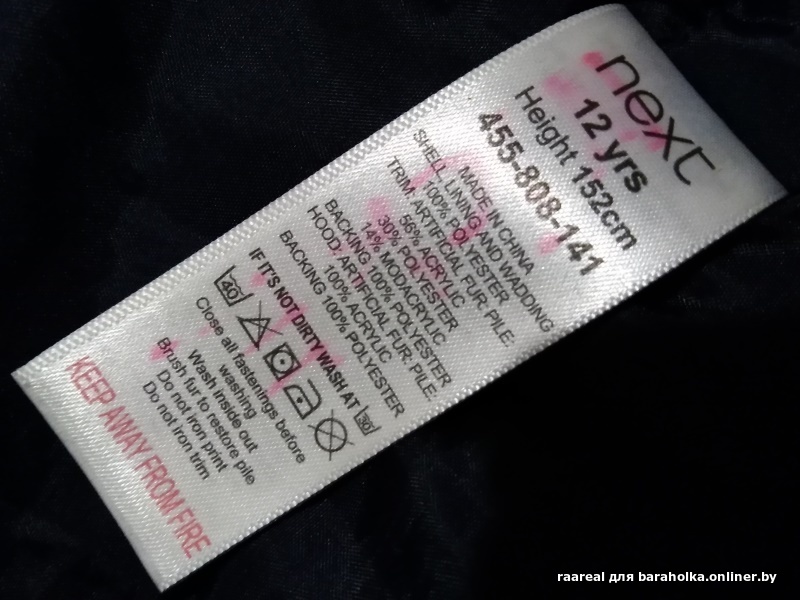 next
12 yrs
Height 152cm
455-808-141
MADE IN CHINA
SHELL, LINING AND WADDING
100% POLYESTER
TRIM: ARTIFICIAL FUR. PILE:
56% ACRYLIC
30% POLYESTER
14% MODACRYLIC
BACKING 100% POLYESTER
HOOD: ARTIFICIAL FUR. PILE:
100% ACRYLIC
BACKING 100% POLYESTER
IF IT'S NOT DIRTY WASH AT 30
40
Close all fastenings before
washing
Wash inside out
Brush fur to restore pile
Do not iron print
Do not iron trim
KEEP AWAY FROM FIRE
raareal для baraholka.onliner.by